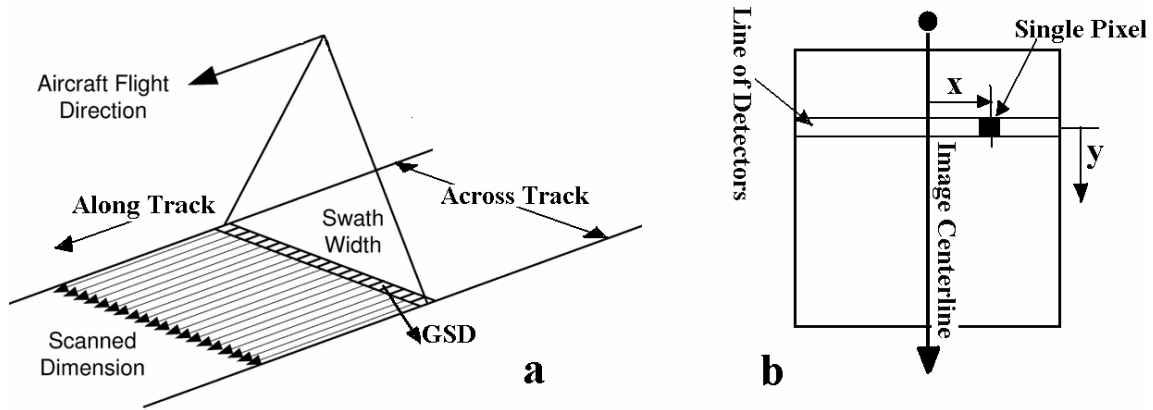 Aircraft Flight
Direction
Along Track
Across Track
Swath
Width
GSD
Scanned
Dimension
a
Line of Detectors
Single Pixel
x
y
Image Centerline
b